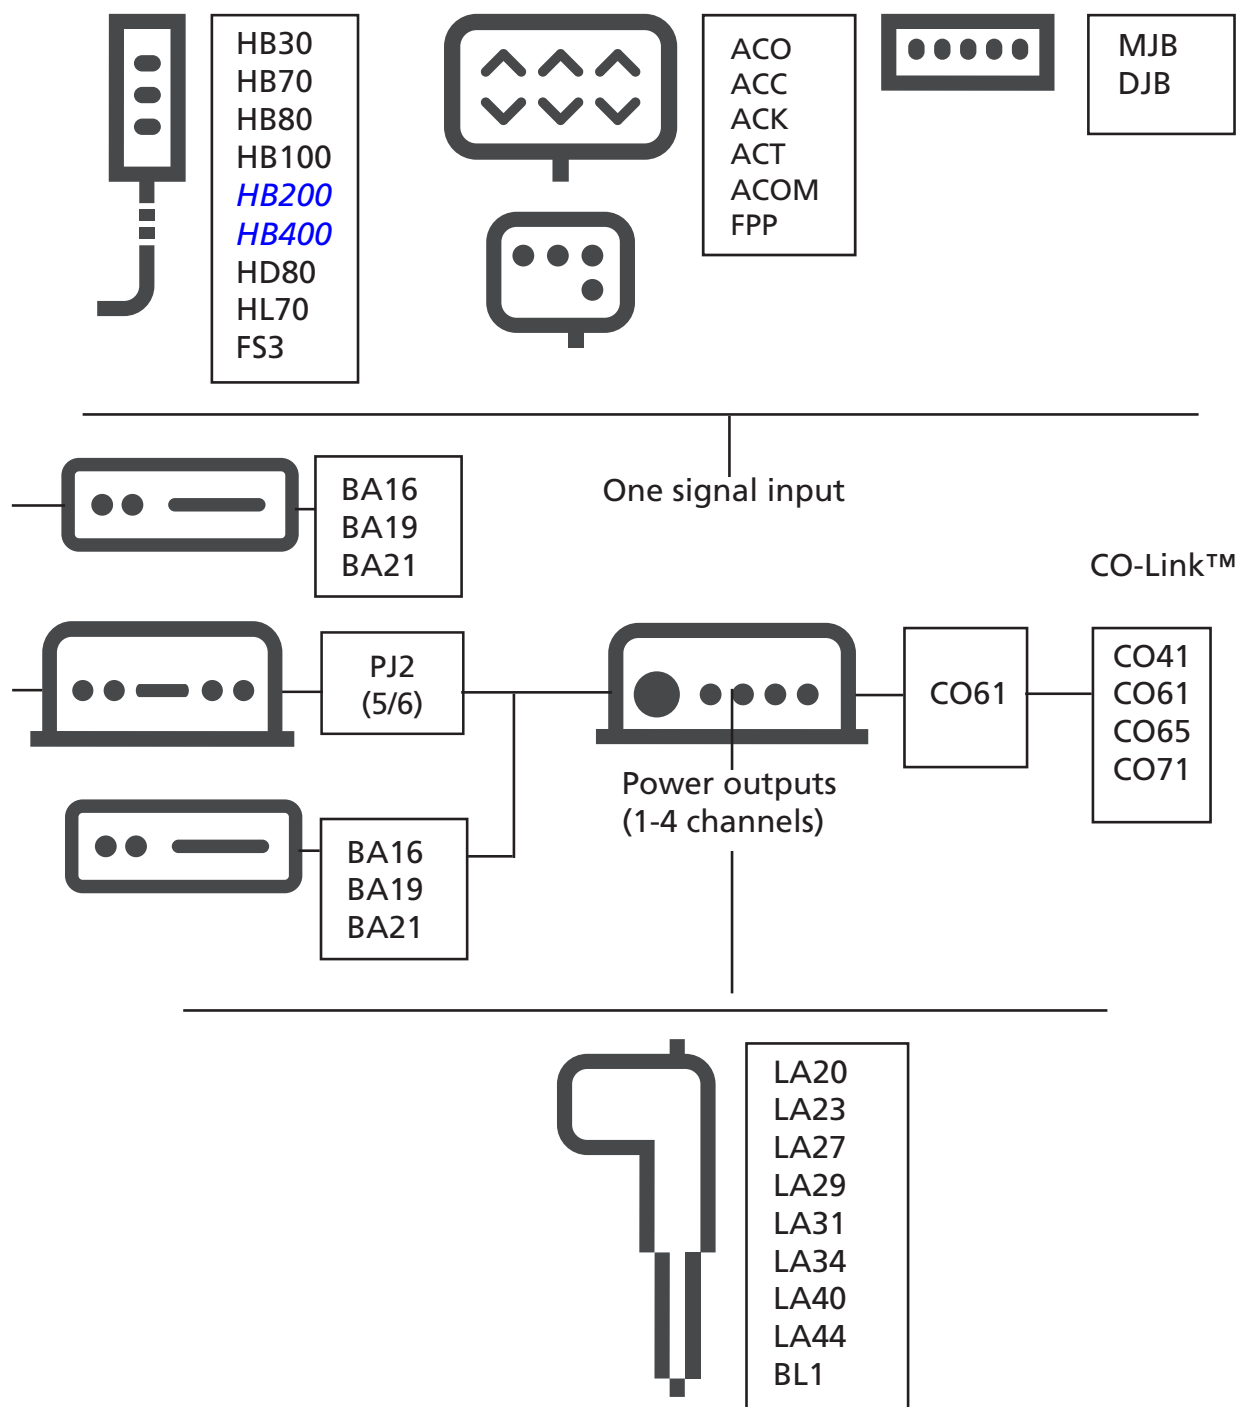 HB30
HB70
HB80
HB100
HB200
HB400
HD80
HL70
FS3
ACO
ACC
ACK
ACT
ACOM
FPP
MJB
DJB
One signal input
BA16
BA19
BA21
CO-Link™
PJ2
(5/6)
CO61
CO41
CO61
CO65
CO71
Power outputs
(1-4 channels)
BA16
BA19
BA21
LA20
LA23
LA27
LA29
LA31
LA34
LA40
LA44
BL1